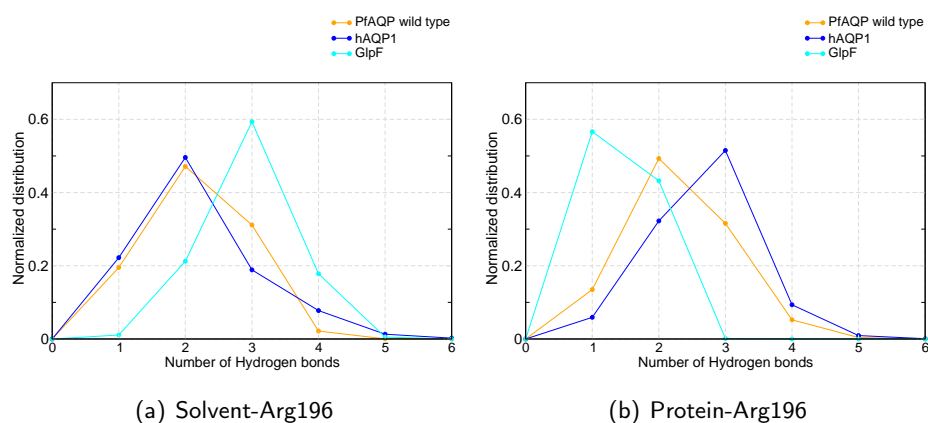 PfAQP wild type
hAQP1
GlpF
Normalized distribution
0.6
0.4
0.2
0
0 1 2 3 4 5 6
Number of Hydrogen bonds
(a) Solvent-Arg196
PfAQP wild type
hAQP1
GlpF
Normalized distribution
0.6
0.4
0.2
0
0 1 2 3 4 5 6
Number of Hydrogen bonds
(b) Protein-Arg196